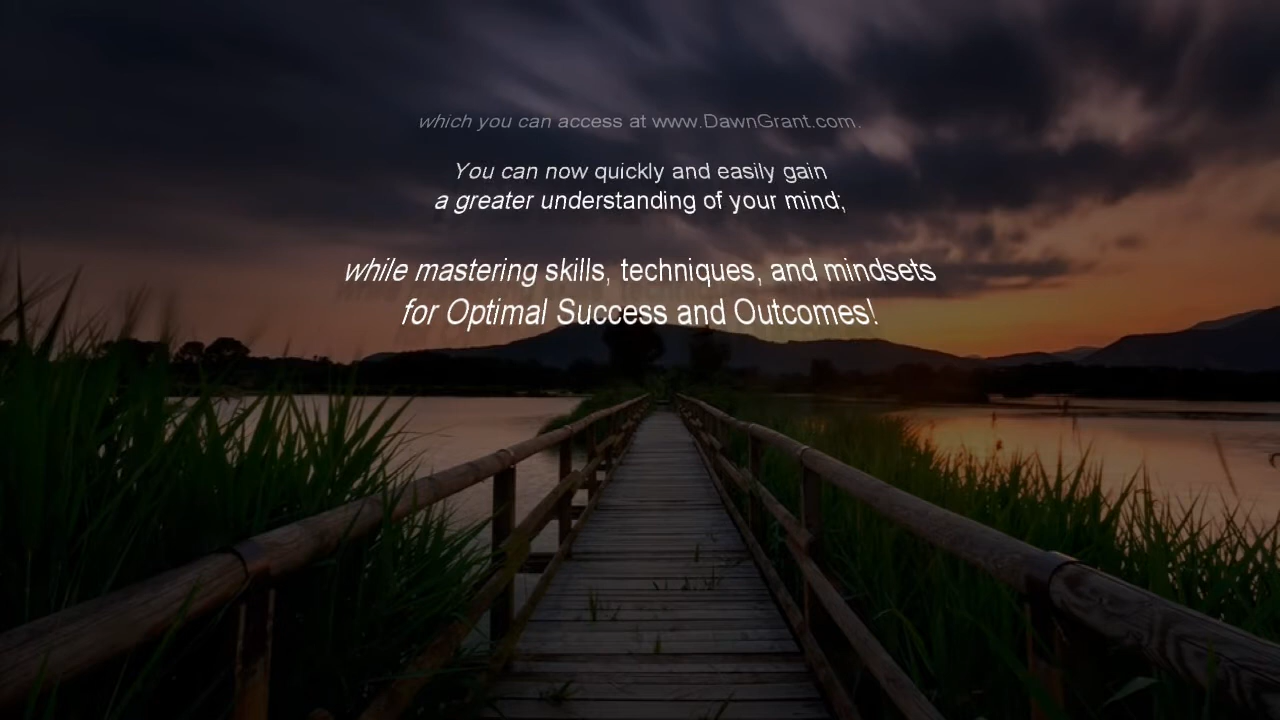 which you can access at www.DawnGrant.com.
You can now quickly and easily gain
a greater understanding of your mind;
while mastering skills, techniques, and mindsets
for Optimal Success and Outcomes!